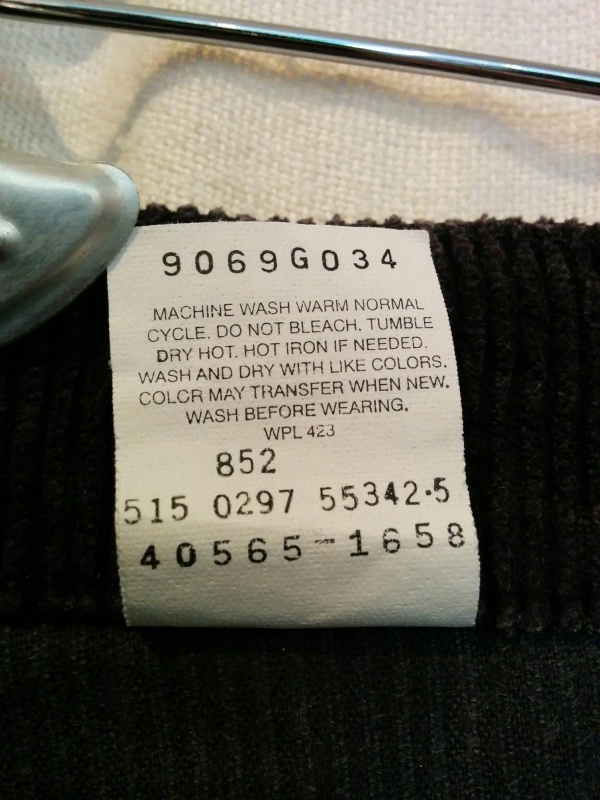 9069G034
MACHINE WASH WARM NORMAL
CYCLE. DO NOT BLEACH. TUMBLE
DRY HOT. HOT IRON IF NEEDED.
WASH AND DRY WITH LIKE COLORS.
COLOR MAY TRANSFER WHEN NEW.
WASH BEFORE WEARING.
WPL 423
852
515 0297 55342·5
40565-1658